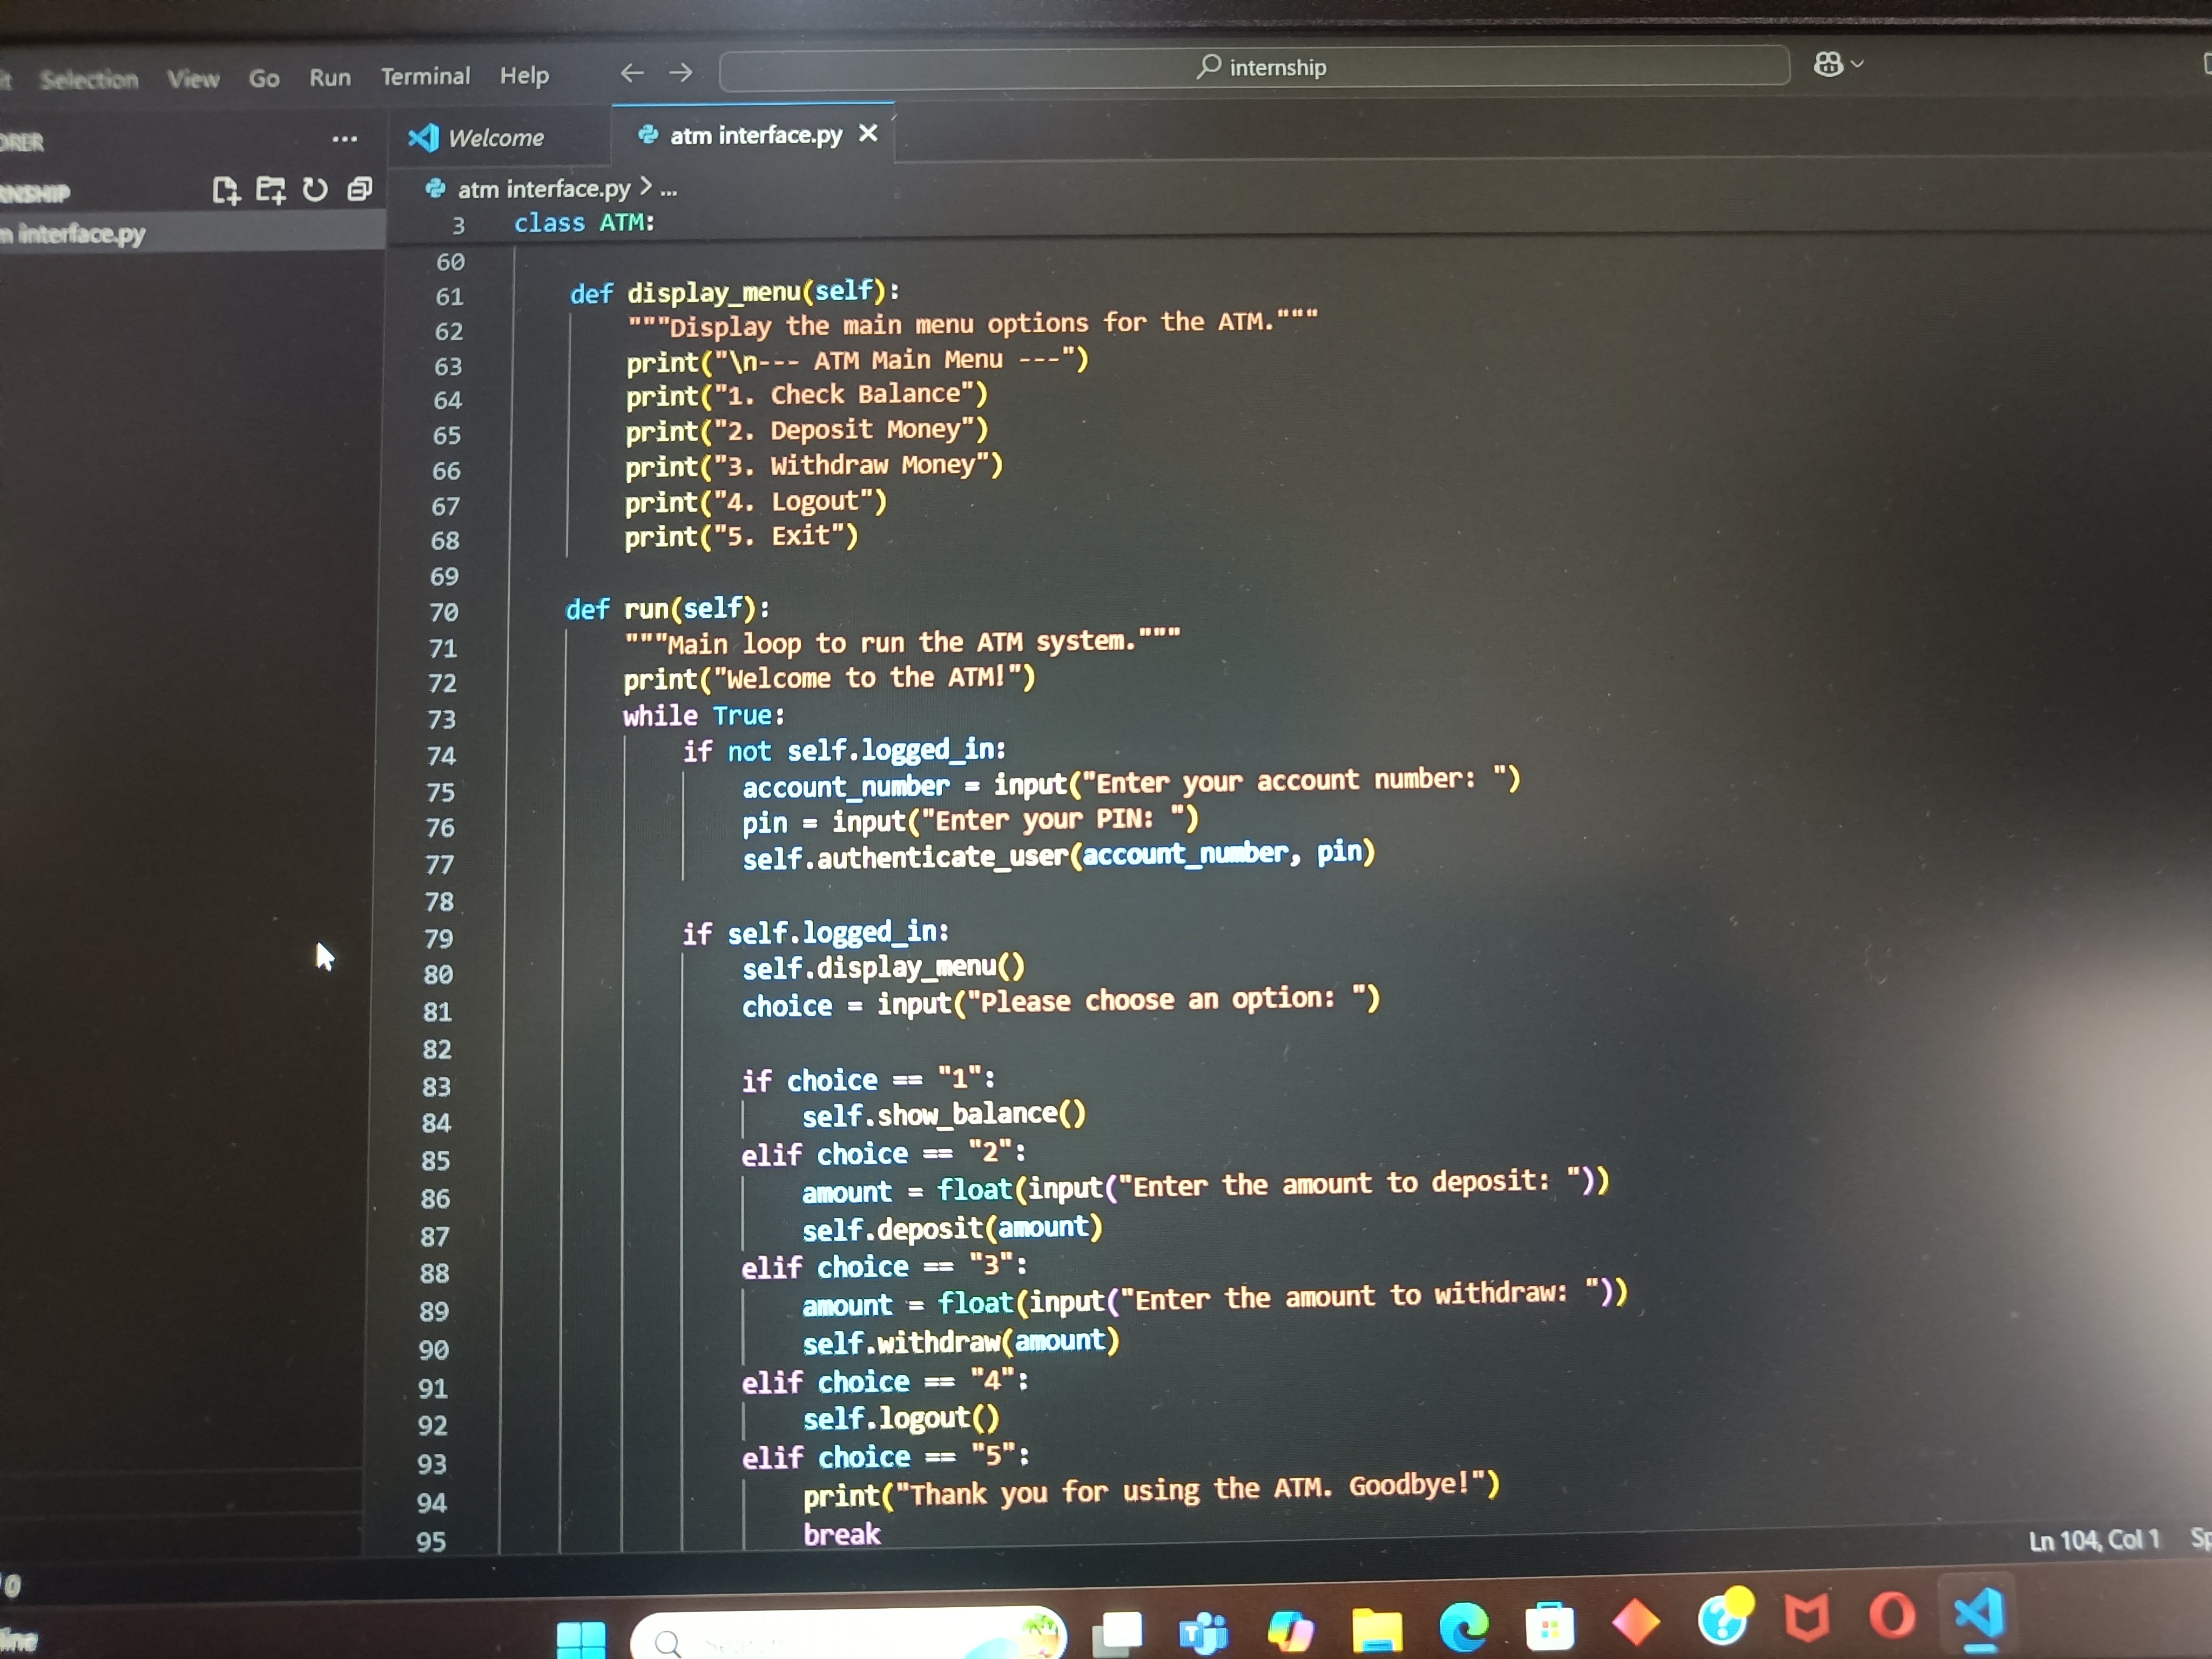 Selection View Go Run Terminal Help
internship
Welcome
atm interface.py
atm interface.py > ...
interface.py
3 class ATM:
60
61 def display_menu(self):
62 """Display the main menu options for the ATM."""
63 print("\n--- ATM Main Menu ---")
64 print("1. Check Balance")
65 print("2. Deposit Money")
66 print("3. Withdraw Money")
67 print("4. Logout")
68 print("5. Exit")
69
70 def run(self):
71 """Main loop to run the ATM system."""
72 print("Welcome to the ATM!")
73 while True:
74 if not self.logged_in:
75 account_number = input("Enter your account number: ")
76 pin = input("Enter your PIN: ")
77 self.authenticate_user(account_number, pin)
78
79 if self.logged_in:
80 self.display_menu()
81 choice = input("Please choose an option: ")
82
83 if choice == "1":
84 self.show_balance()
85 elif choice == "2":
86 amount = float(input("Enter the amount to deposit: "))
87 self.deposit(amount)
88 elif choice == "3":
89 amount = float(input("Enter the amount to withdraw: "))
90 self.withdraw(amount)
91 elif choice == "4":
92 self.logout()
93 elif choice == "5":
94 print("Thank you for using the ATM. Goodbye!")
95 break
Ln 104, Col 1
0
Search